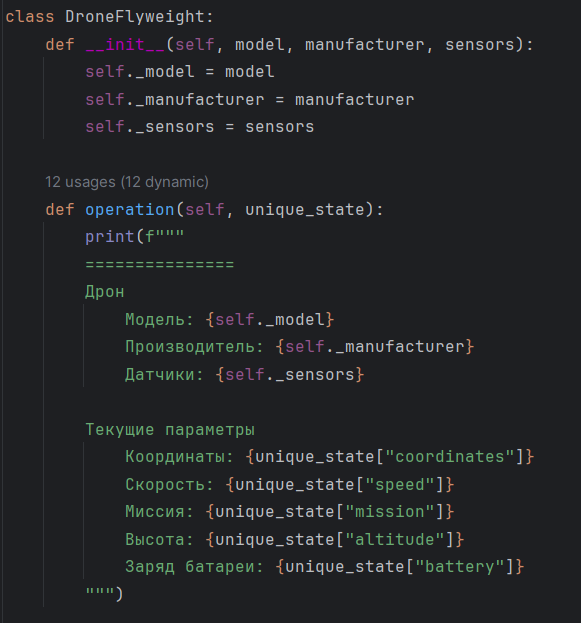 class DroneFlyweight:
    def __init__(self, model, manufacturer, sensors):
        self._model = model
        self._manufacturer = manufacturer
        self._sensors = sensors
    12 usages (12 dynamic)
    def operation(self, unique_state):
        print(f"""
        ===============
        Дрон
            Модель: {self._model}
            Производитель: {self._manufacturer}
            Датчики: {self._sensors}
        Текущие параметры
            Координаты: {unique_state["coordinates"]}
            Скорость: {unique_state["speed"]}
            Миссия: {unique_state["mission"]}
            Высота: {unique_state["altitude"]}
            Заряд батареи: {unique_state["battery"]}
        """)